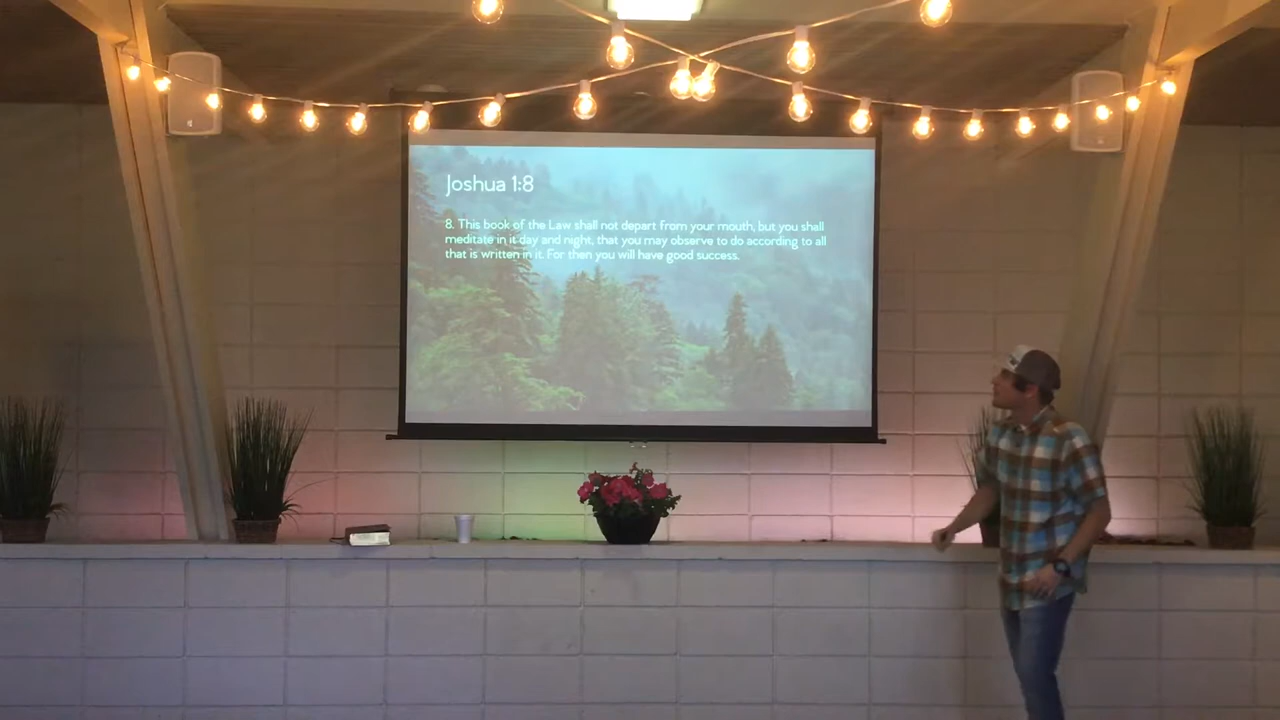 Joshua 1:8
8. This book of the Law shall not depart from your mouth, but you shall
meditate in it day and night, that you may observe to do according to all
that is written in it. For then you will have good success.